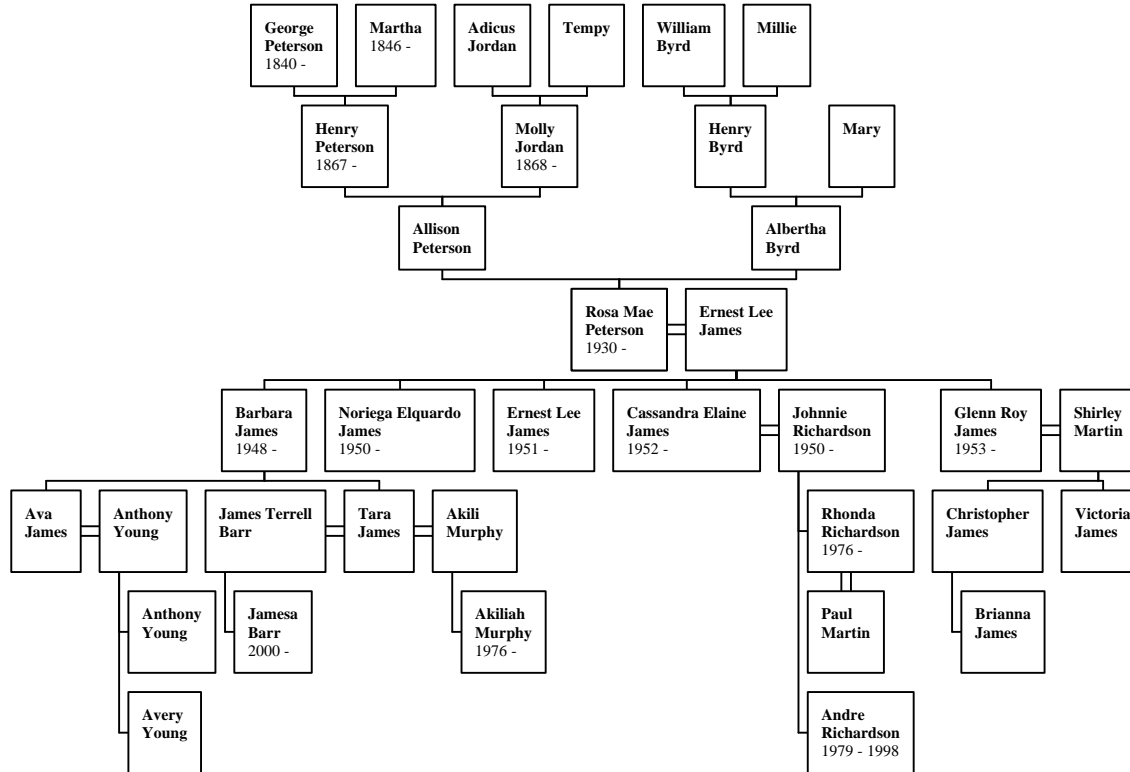 George
Peterson
1840 -
Martha
1846 -
Adicus
Jordan
Tempy
William
Byrd
Millie
Henry
Peterson
1867 -
Molly
Jordan
1868 -
Henry
Byrd
Mary
Allison
Peterson
Albertha
Byrd
Rosa Mae
Peterson
1930 -
Ernest Lee
James
Barbara
James
1948 -
Noriega Elquardo
James
1950 -
Ernest Lee
James
1951 -
Cassandra Elaine
James
1952 -
Johnnie
Richardson
1950 -
Glenn Roy
James
1953 -
Shirley
Martin
Ava
James
Anthony
Young
James Terrell
Barr
Tara
James
Akili
Murphy
Rhonda
Richardson
1976 -
Christopher
James
Victoria
James
Anthony
Young
Jamesa
Barr
2000 -
Akiliah
Murphy
1976 -
Paul
Martin
Brianna
James
Avery
Young
Andre
Richardson
1979 - 1998